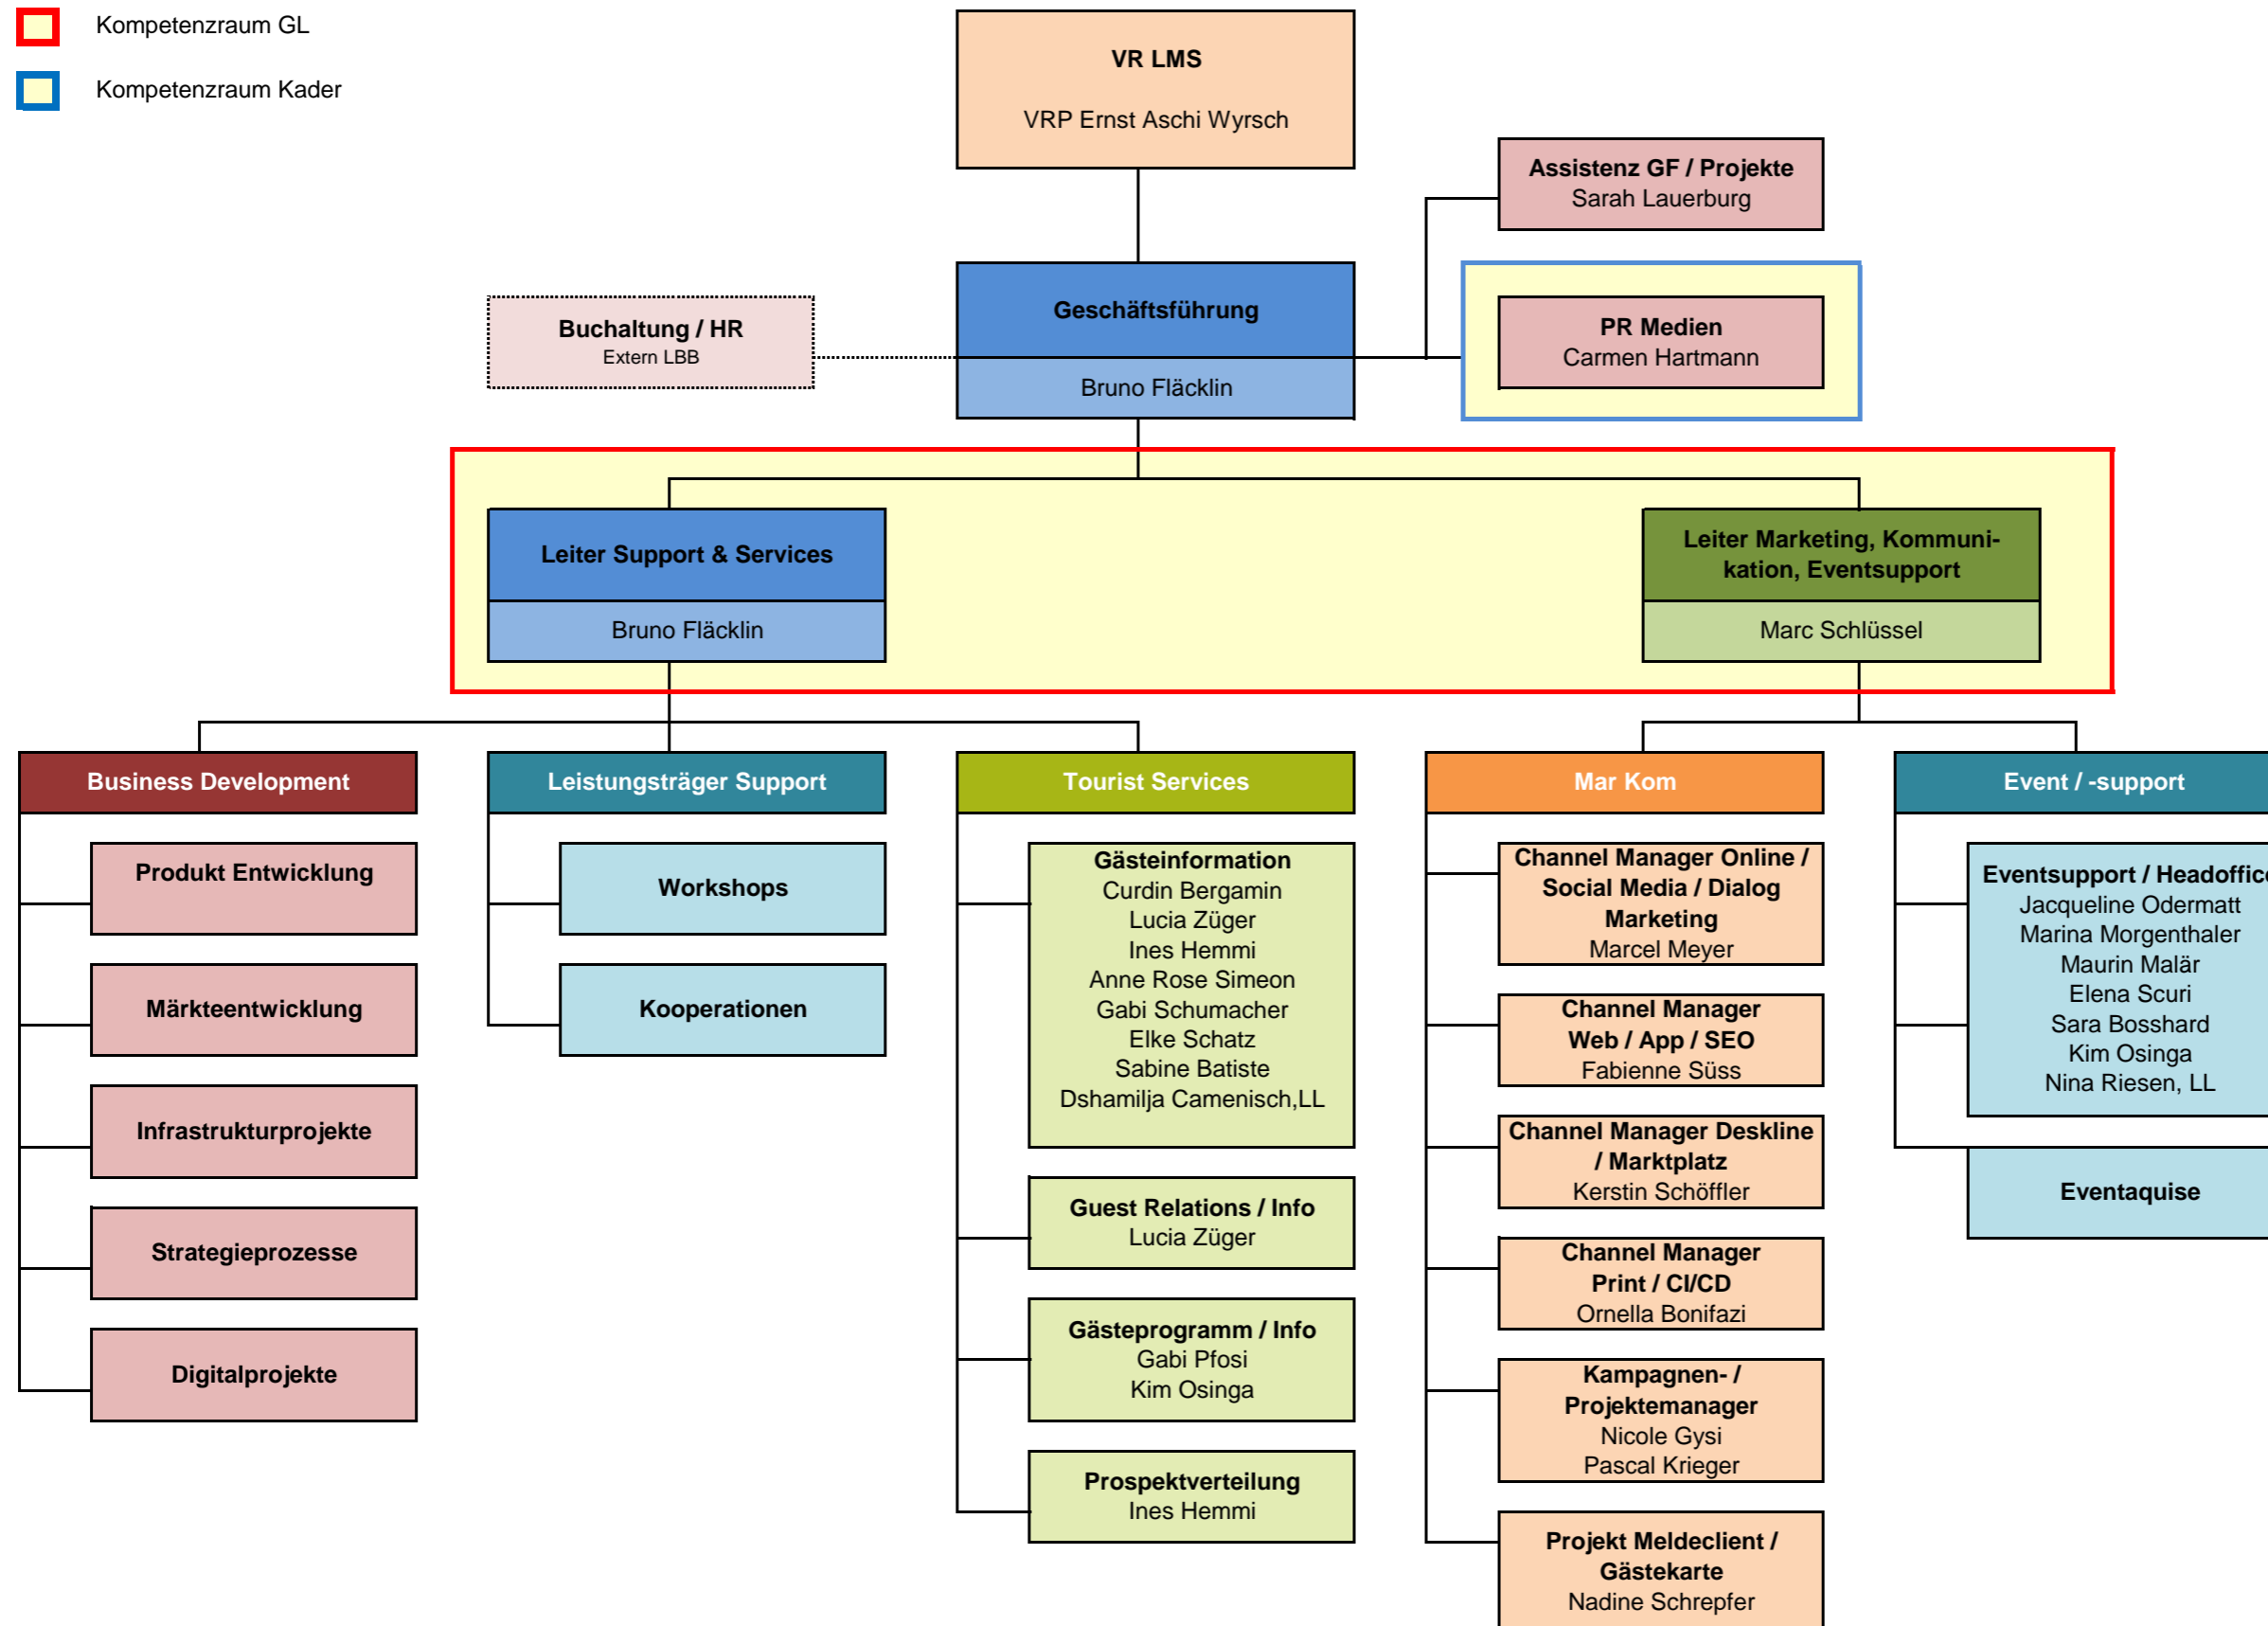 Kompetenzraum GL
Kompetenzraum Kader
VR LMS
VRP Ernst Aschi Wyrsch
Assistenz GF / Projekte
Sarah Lauerburg
Geschäftsführung
Bruno Fläcklin
Buchaltung / HR
Extern LBB
PR Medien
Carmen Hartmann
Leiter Support & Services
Bruno Fläcklin
Leiter Marketing, Kommuni-
kation, Eventsupport
Marc Schlüssel
Business Development
Produkt Entwicklung
Märkteentwicklung
Infrastrukturprojekte
Strategieprozesse
Digitalprojekte
Leistungsträger Support
Workshops
Kooperationen
Tourist Services
Gästeinformation
Curdin Bergamin
Lucia Züger
Ines Hemmi
Anne Rose Simeon
Gabi Schumacher
Elke Schatz
Sabine Batiste
Dshamilja Camenisch,LL
Guest Relations / Info
Lucia Züger
Gästeprogramm / Info
Gabi Pfosi
Kim Osinga
Prospektverteilung
Ines Hemmi
Mar Kom
Channel Manager Online /
Social Media / Dialog
Marketing
Marcel Meyer
Channel Manager
Web / App / SEO
Fabienne Süss
Channel Manager Deskline
/ Marktplatz
Kerstin Schöffler
Channel Manager
Print / CI/CD
Ornella Bonifazi
Kampagnen- /
Projektemanager
Nicole Gysi
Pascal Krieger
Projekt Meldeclient /
Gästekarte
Nadine Schrepfer
Event / -support
Eventsupport / Headoffice
Jacqueline Odermatt
Marina Morgenthaler
Maurin Malär
Elena Scuri
Sara Bosshard
Kim Osinga
Nina Riesen, LL
Eventaquise